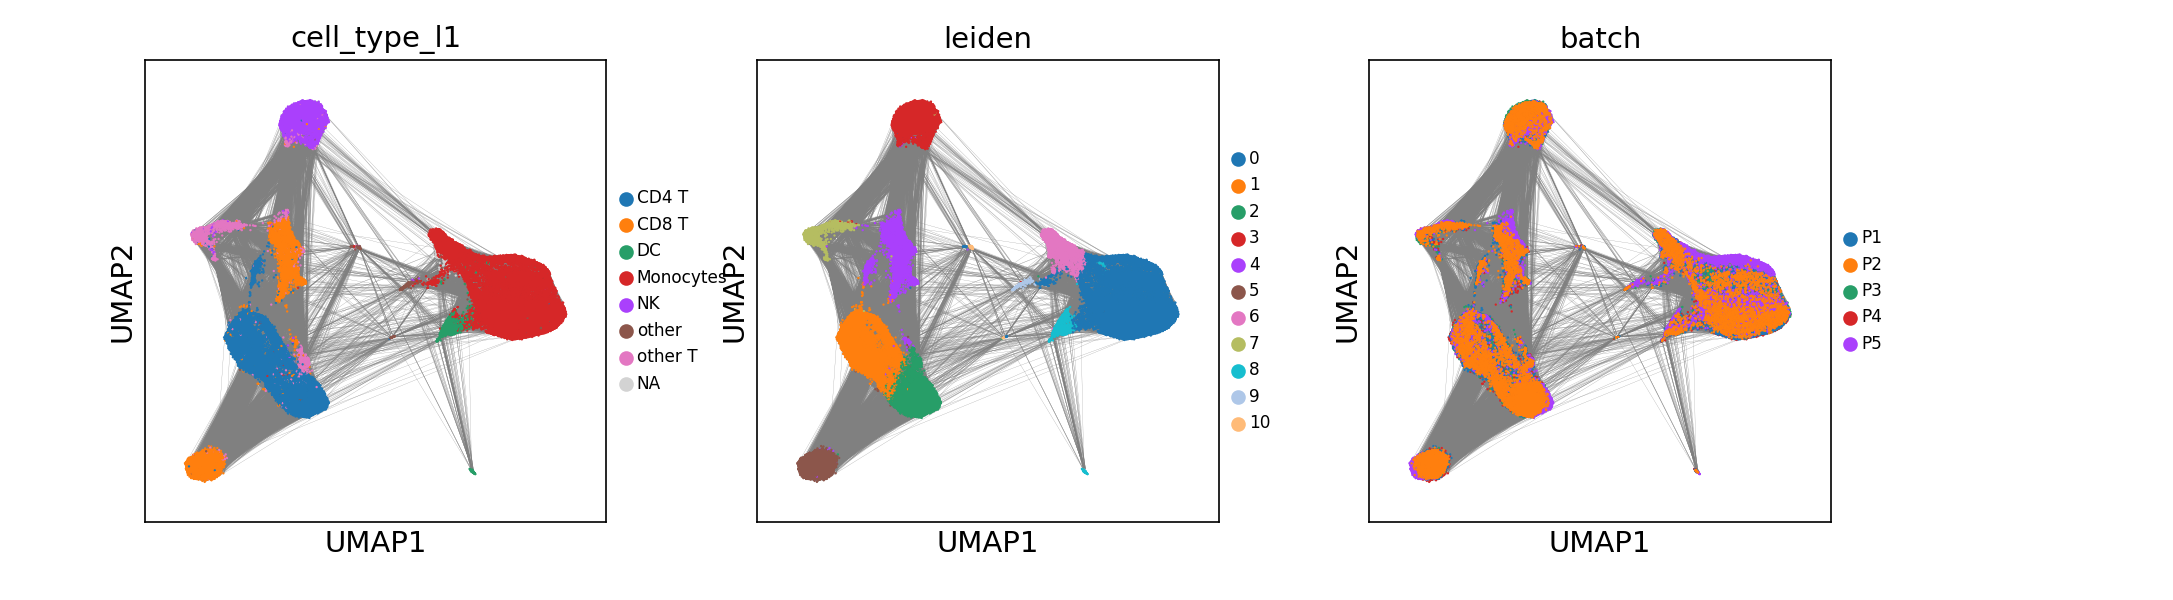 cell_type_l1
UMAP2
UMAP1
CD4 T
CD8 T
DC
Monocytes
NK
other
other T
NA
leiden
UMAP2
UMAP1
0
1
2
3
4
5
6
7
8
9
10
batch
UMAP2
UMAP1
P1
P2
P3
P4
P5